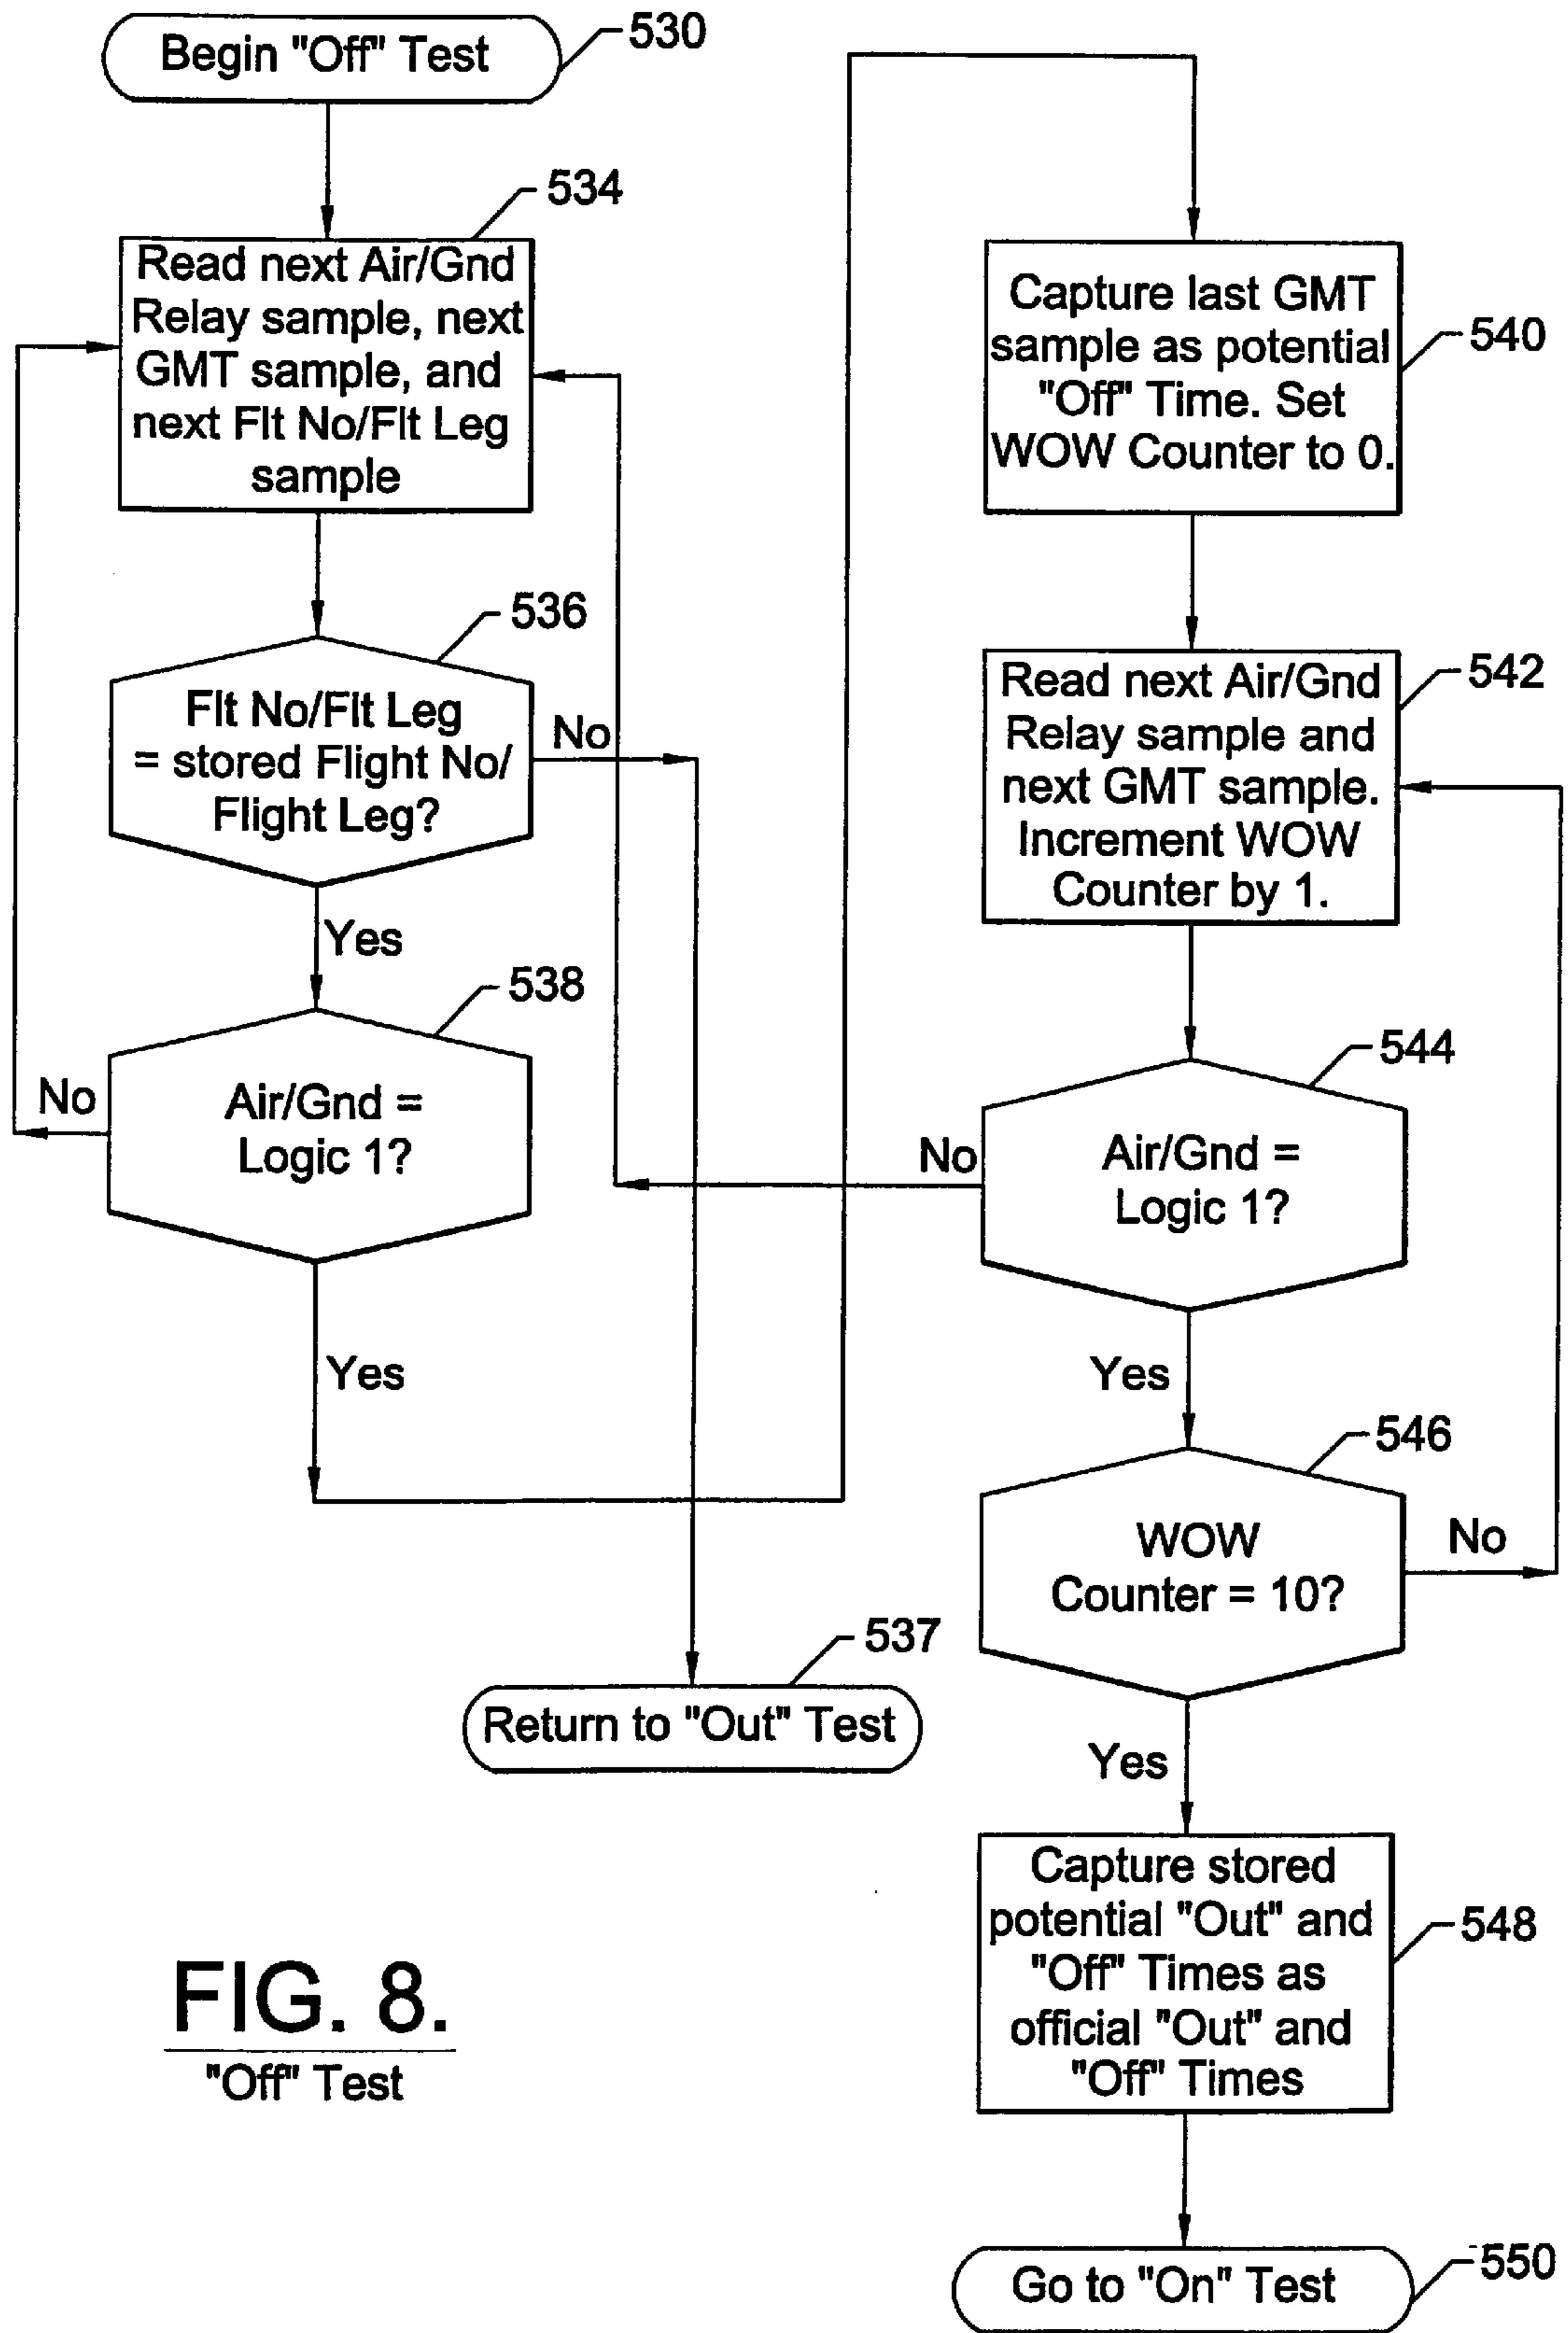 Begin "Off" Test
530
534
Read next Air/Gnd
Relay sample, next
GMT sample, and
next Flt No/Flt Leg
sample
536
Flt No/Flt Leg
= stored Flight No/
Flight Leg?
No
Yes
538
Air/Gnd =
Logic 1?
No
Yes
537
Return to "Out" Test
Capture last GMT
sample as potential
"Off" Time. Set
WOW Counter to 0.
540
Read next Air/Gnd
Relay sample and
next GMT sample.
Increment WOW
Counter by 1.
542
544
Air/Gnd =
Logic 1?
No
Yes
546
WOW
Counter = 10?
No
Yes
Capture stored
potential "Out" and
"Off" Times as
official "Out" and
"Off" Times
548
Go to "On" Test
550
FIG. 8.
"Off" Test